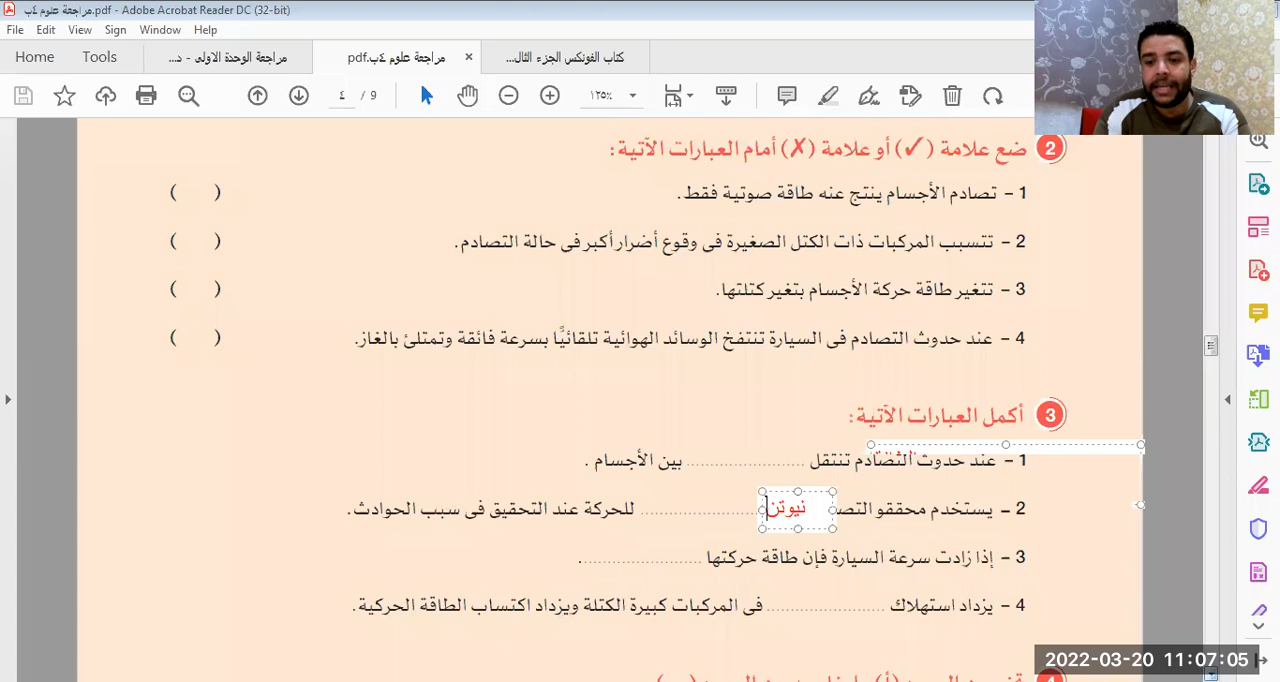 مراجعة علوم ٤ب.pdf - Adobe Acrobat Reader DC (32-bit)
File Edit View Sign Window Help
Home Tools مراجعة الوحدة الاولى - د... مراجعة علوم ٤ب.pdf × كتاب الفونكس الجزء الثال...
٤ / 9 ١٢٥٪
2 ضع علامة (✓) أو علامة (✗) أمام العبارات الآتية:
1 - تصادم الأجسام ينتج عنه طاقة صوتية فقط. ( )
2 - تتسبب المركبات ذات الكتل الصغيرة فى وقوع أضرار أكبر فى حالة التصادم. ( )
3 - تتغير طاقة حركة الأجسام بتغير كتلتها. ( )
4 - عند حدوث التصادم فى السيارة تنتفخ الوسائد الهوائية تلقائيًّا بسرعة فائقة وتمتلئ بالغاز. ( )
3 أكمل العبارات الآتية:
1 - عند حدوث التصادم تنتقل ........................ بين الأجسام .
2 - يستخدم محققو التصـ نيوتن ........................ للحركة عند التحقيق فى سبب الحوادث.
3 - إذا زادت سرعة السيارة فإن طاقة حركتها ........................ .
4 - يزداد استهلاك ........................ فى المركبات كبيرة الكتلة ويزداد اكتساب الطاقة الحركية.
2022-03-20 11:07:05